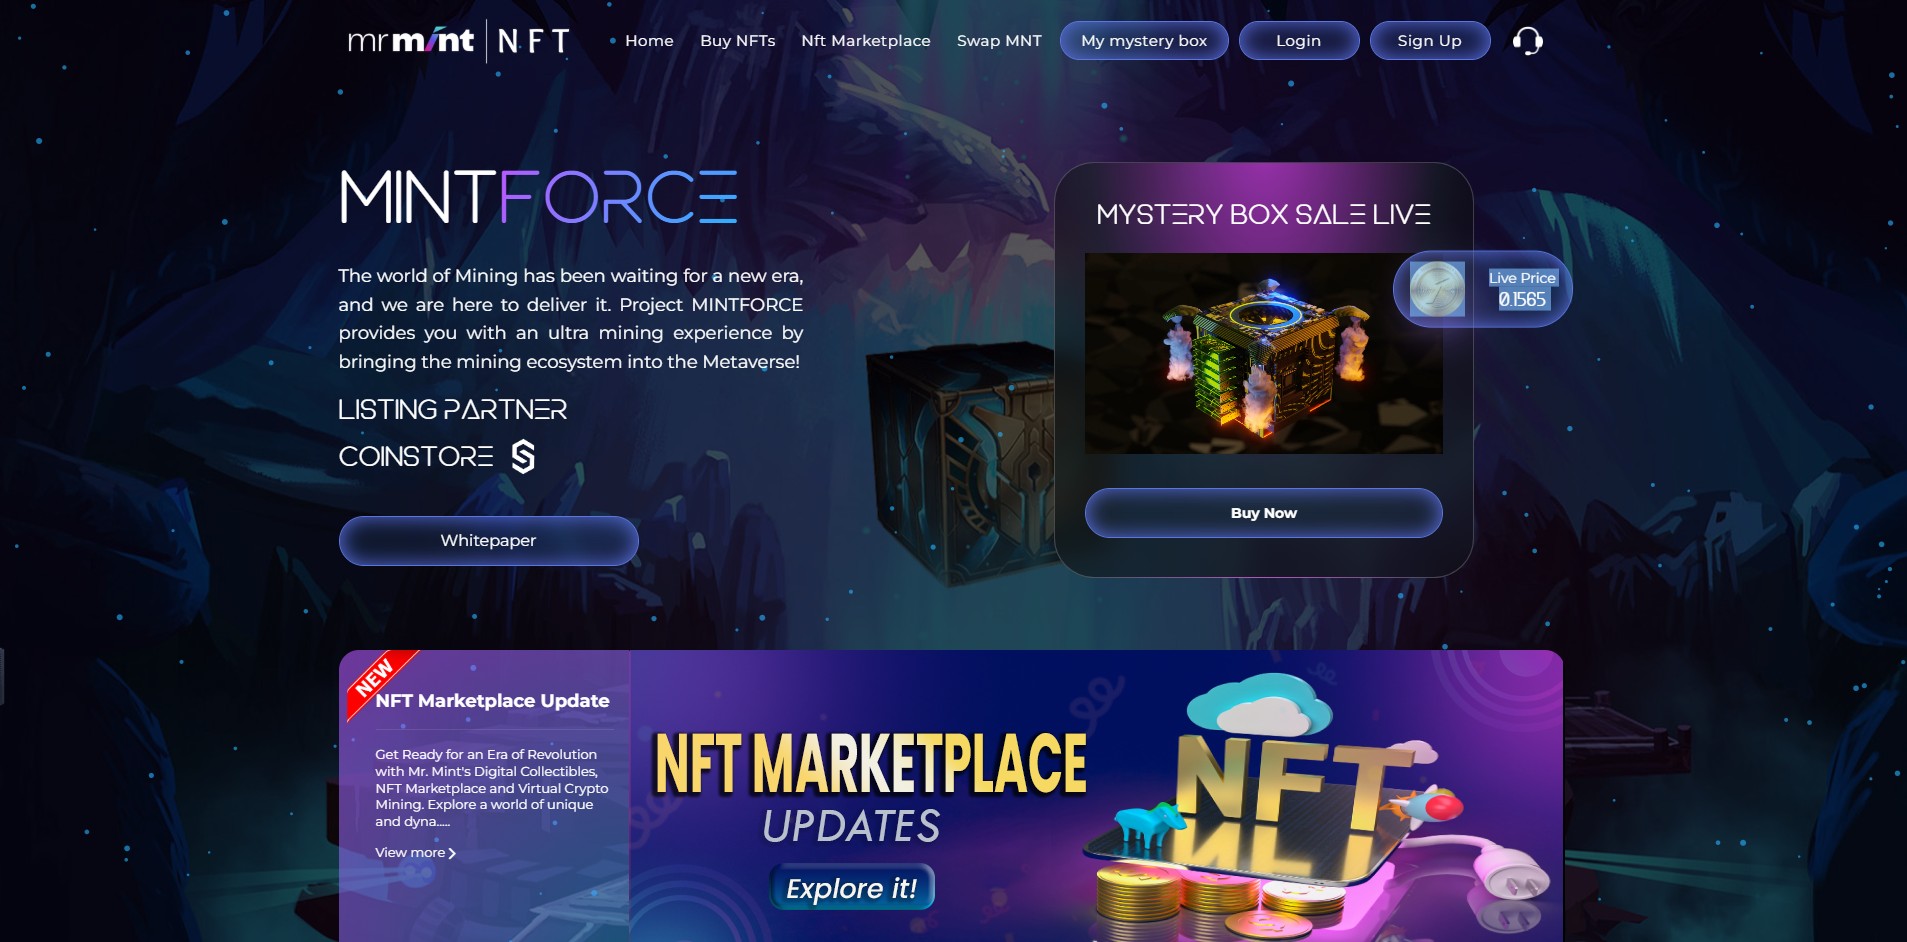 mrmint NFT
Home Buy NFTs Nft Marketplace Swap MNT My mystery box Login Sign Up
MINTFORCE
The world of Mining has been waiting for a new era,
and we are here to deliver it. Project MINTFORCE
provides you with an ultra mining experience by
bringing the mining ecosystem into the Metaverse!
LISTING PARTNER
COINSTORE
Whitepaper
MYSTERY BOX SALE LIVE
Live Price
0.1565
Buy Now
NEW
NFT Marketplace Update
Get Ready for an Era of Revolution
with Mr. Mint's Digital Collectibles,
NFT Marketplace and Virtual Crypto
Mining. Explore a world of unique
and dyna.....
View more
NFT MARKETPLACE
UPDATES
Explore it!
NFT